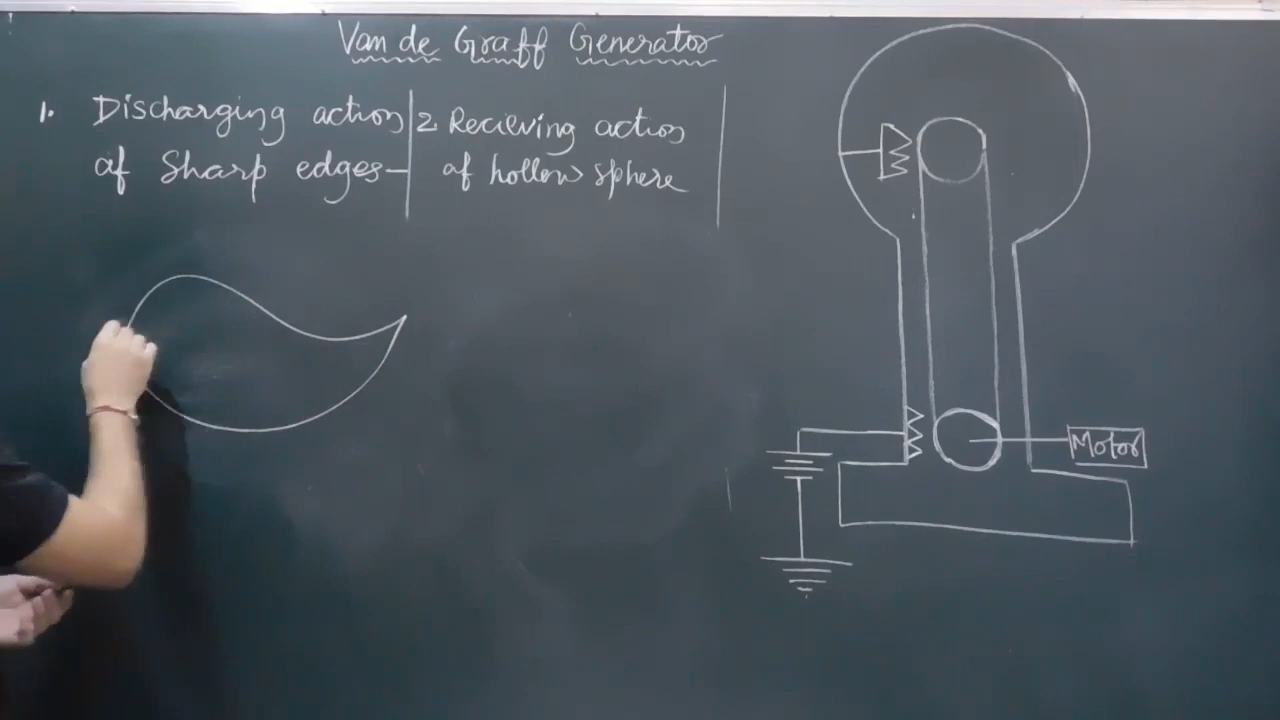 Van de Graff Generator
1. Discharging action
of Sharp edges-
2 Recieving action
of hollow sphere
Motor